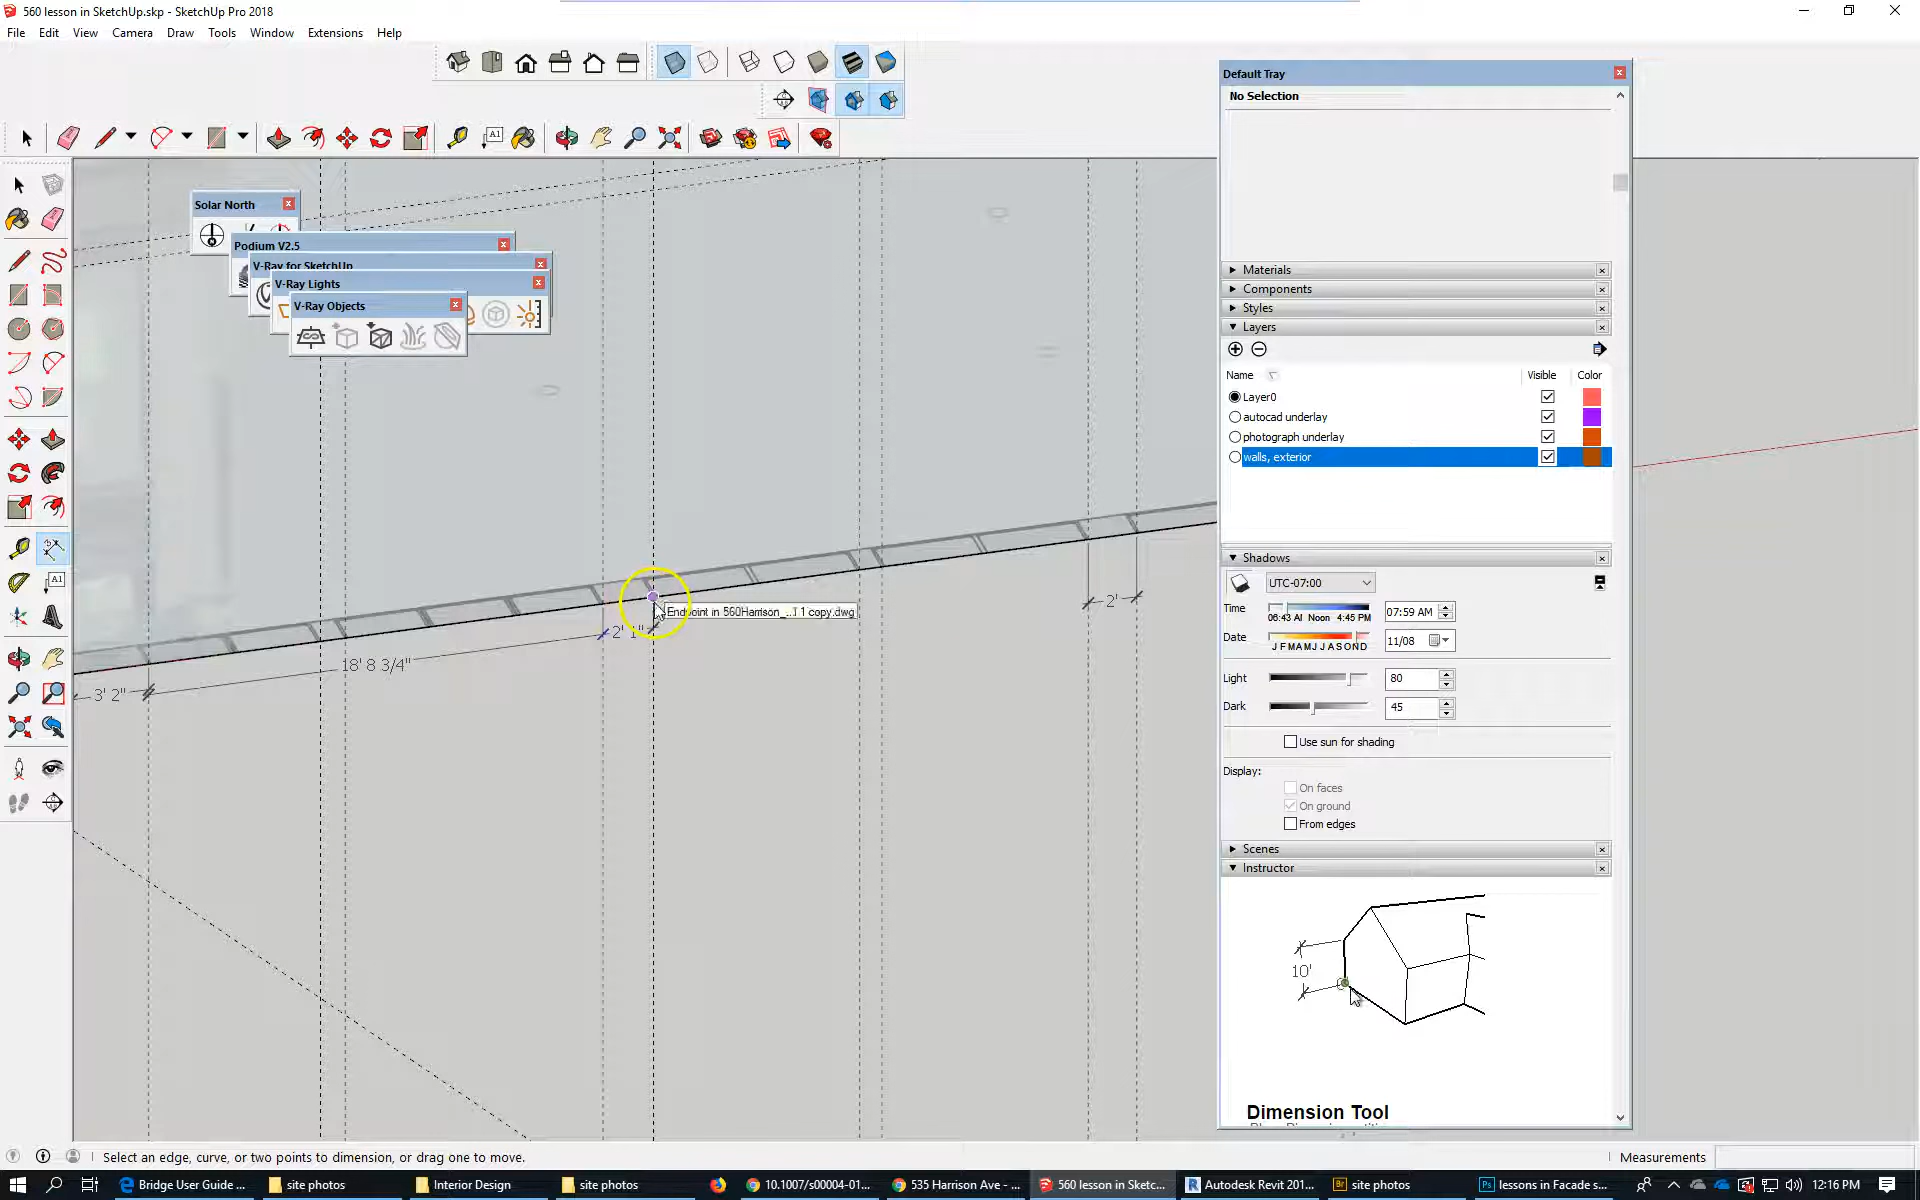 560 lesson in SketchUp.skp - SketchUp Pro 2018
File Edit View Camera Draw Tools Window Extensions Help
A1
Default Tray
No Selection
Solar North
Podium V2.5
V-Ray for SketchUp
V-Ray Lights
V-Ray Objects
Materials
Components
Styles
Layers
Name Visible Color
Layer0
autocad underlay
photograph underlay
walls, exterior
Shadows
UTC-07:00
Time 06:43 AI Noon 4:45 PM 07:59 AM
Date J F M A M J J A S O N D 11/08
Light 80
Dark 45
Use sun for shading
Display:
On faces
On ground
From edges
Scenes
Instructor
10'
Dimension Tool
A1
Endpoint in 560Harrison_...1 copy.dwg
2'
2' 1"
18' 8 3/4"
3' 2"
Select an edge, curve, or two points to dimension, or drag one to move.
Measurements
Bridge User Guide ... site photos Interior Design site photos 10.1007/s00004-01... 535 Harrison Ave - ... 560 lesson in Sketc... Autodesk Revit 201... site photos lessons in Facade s... 12:16 PM